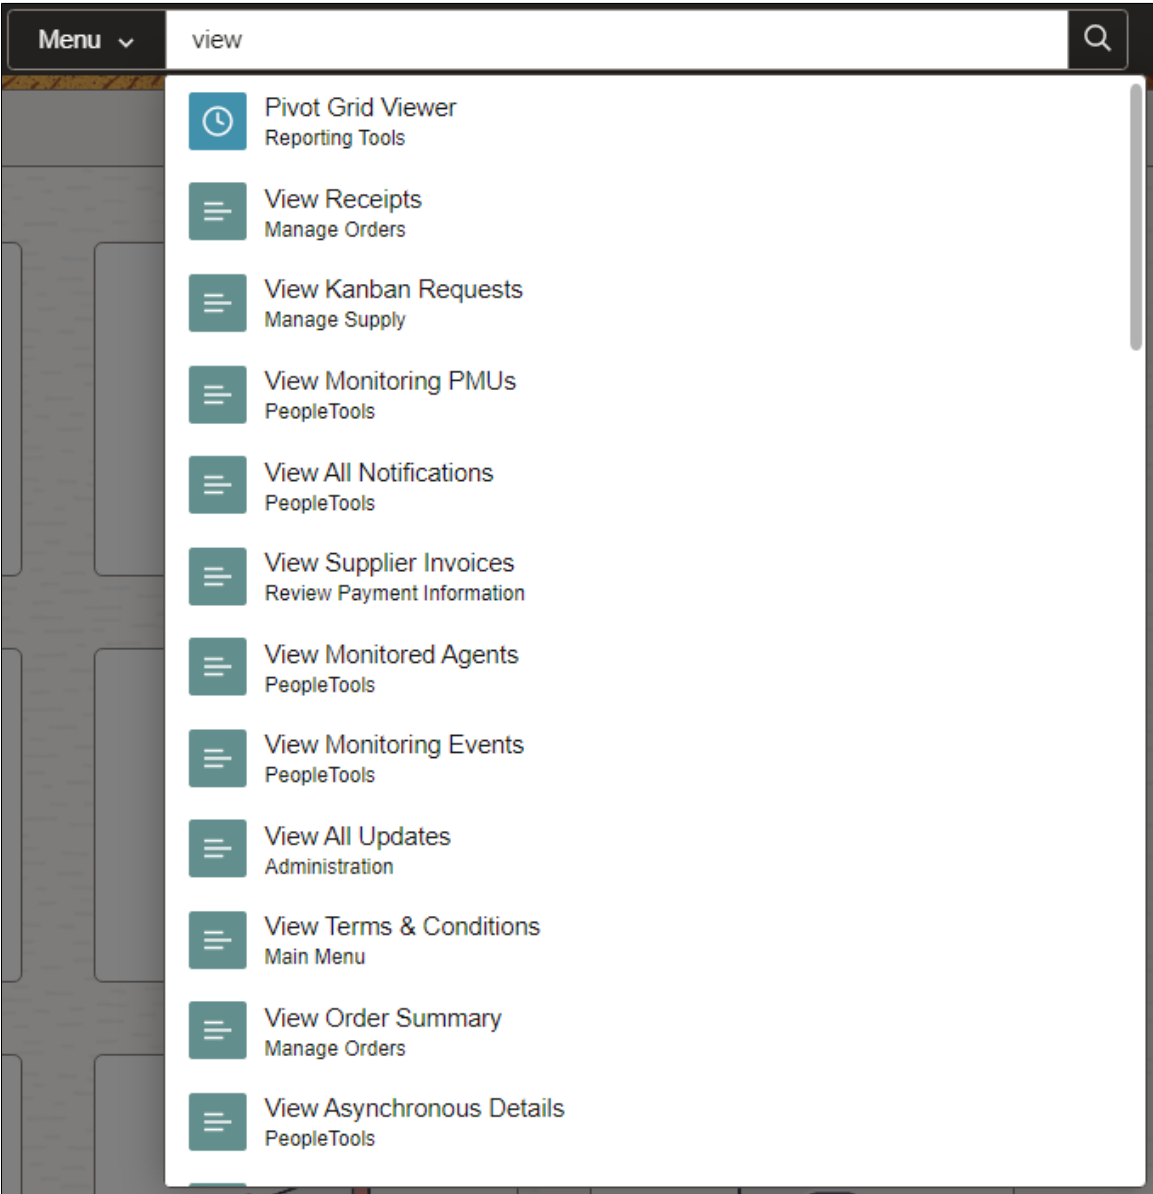 Menu view
Pivot Grid Viewer
Reporting Tools
View Receipts
Manage Orders
View Kanban Requests
Manage Supply
View Monitoring PMUs
PeopleTools
View All Notifications
PeopleTools
View Supplier Invoices
Review Payment Information
View Monitored Agents
PeopleTools
View Monitoring Events
PeopleTools
View All Updates
Administration
View Terms & Conditions
Main Menu
View Order Summary
Manage Orders
View Asynchronous Details
PeopleTools